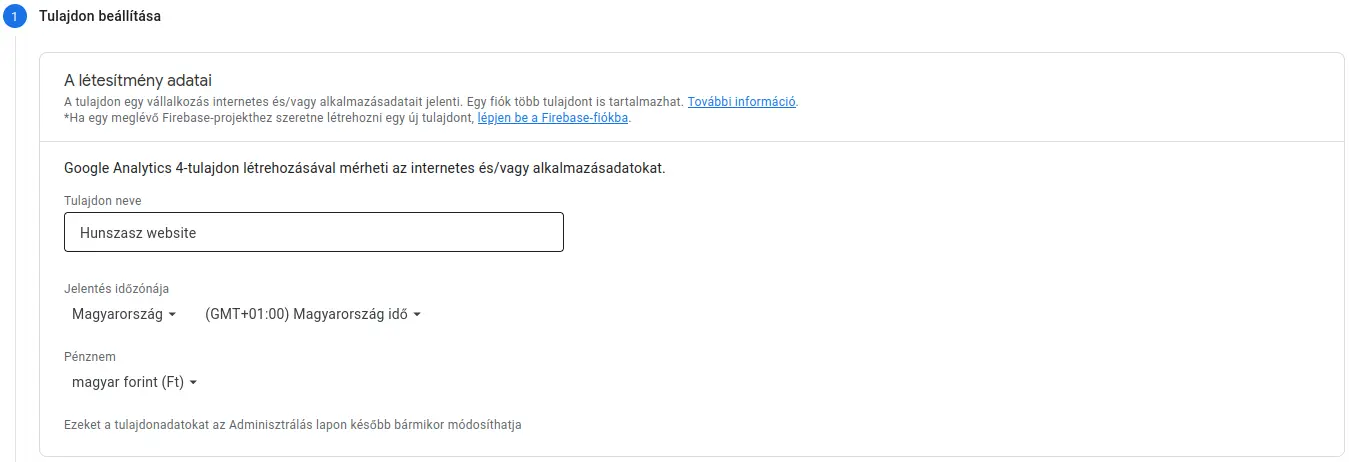 1 Tulajdon beállítása
A létesítmény adatai
A tulajdon egy vállalkozás internetes és/vagy alkalmazásadatait jelenti. Egy fiók több tulajdont is tartalmazhat. További információ.
*Ha egy meglévő Firebase-projekthez szeretne létrehozni egy új tulajdont, lépjen be a Firebase-fiókba.
Google Analytics 4-tulajdon létrehozásával mérheti az internetes és/vagy alkalmazásadatokat.
Tulajdon neve
Hunszasz website
Jelentés időzónája
Magyarország (GMT+01:00) Magyarország idő
Pénznem
magyar forint (Ft)
Ezeket a tulajdonadatokat az Adminisztrálás lapon később bármikor módosíthatja